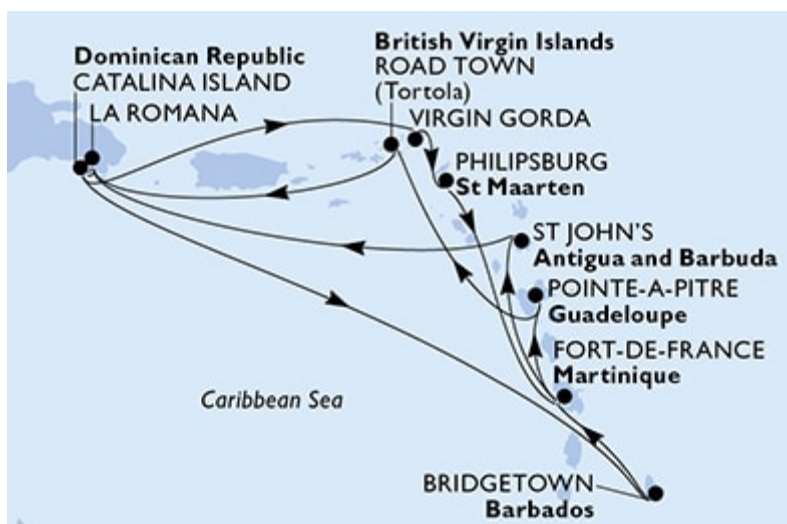 Dominican Republic
CATALINA ISLAND
LA ROMANA
British Virgin Islands
ROAD TOWN
(Tortola)
VIRGIN GORDA
PHILIPSBURG
St Maarten
ST JOHN'S
Antigua and Barbuda
POINTE-A-PITRE
Guadeloupe
FORT-DE-FRANCE
Martinique
Caribbean Sea
BRIDGETOWN
Barbados